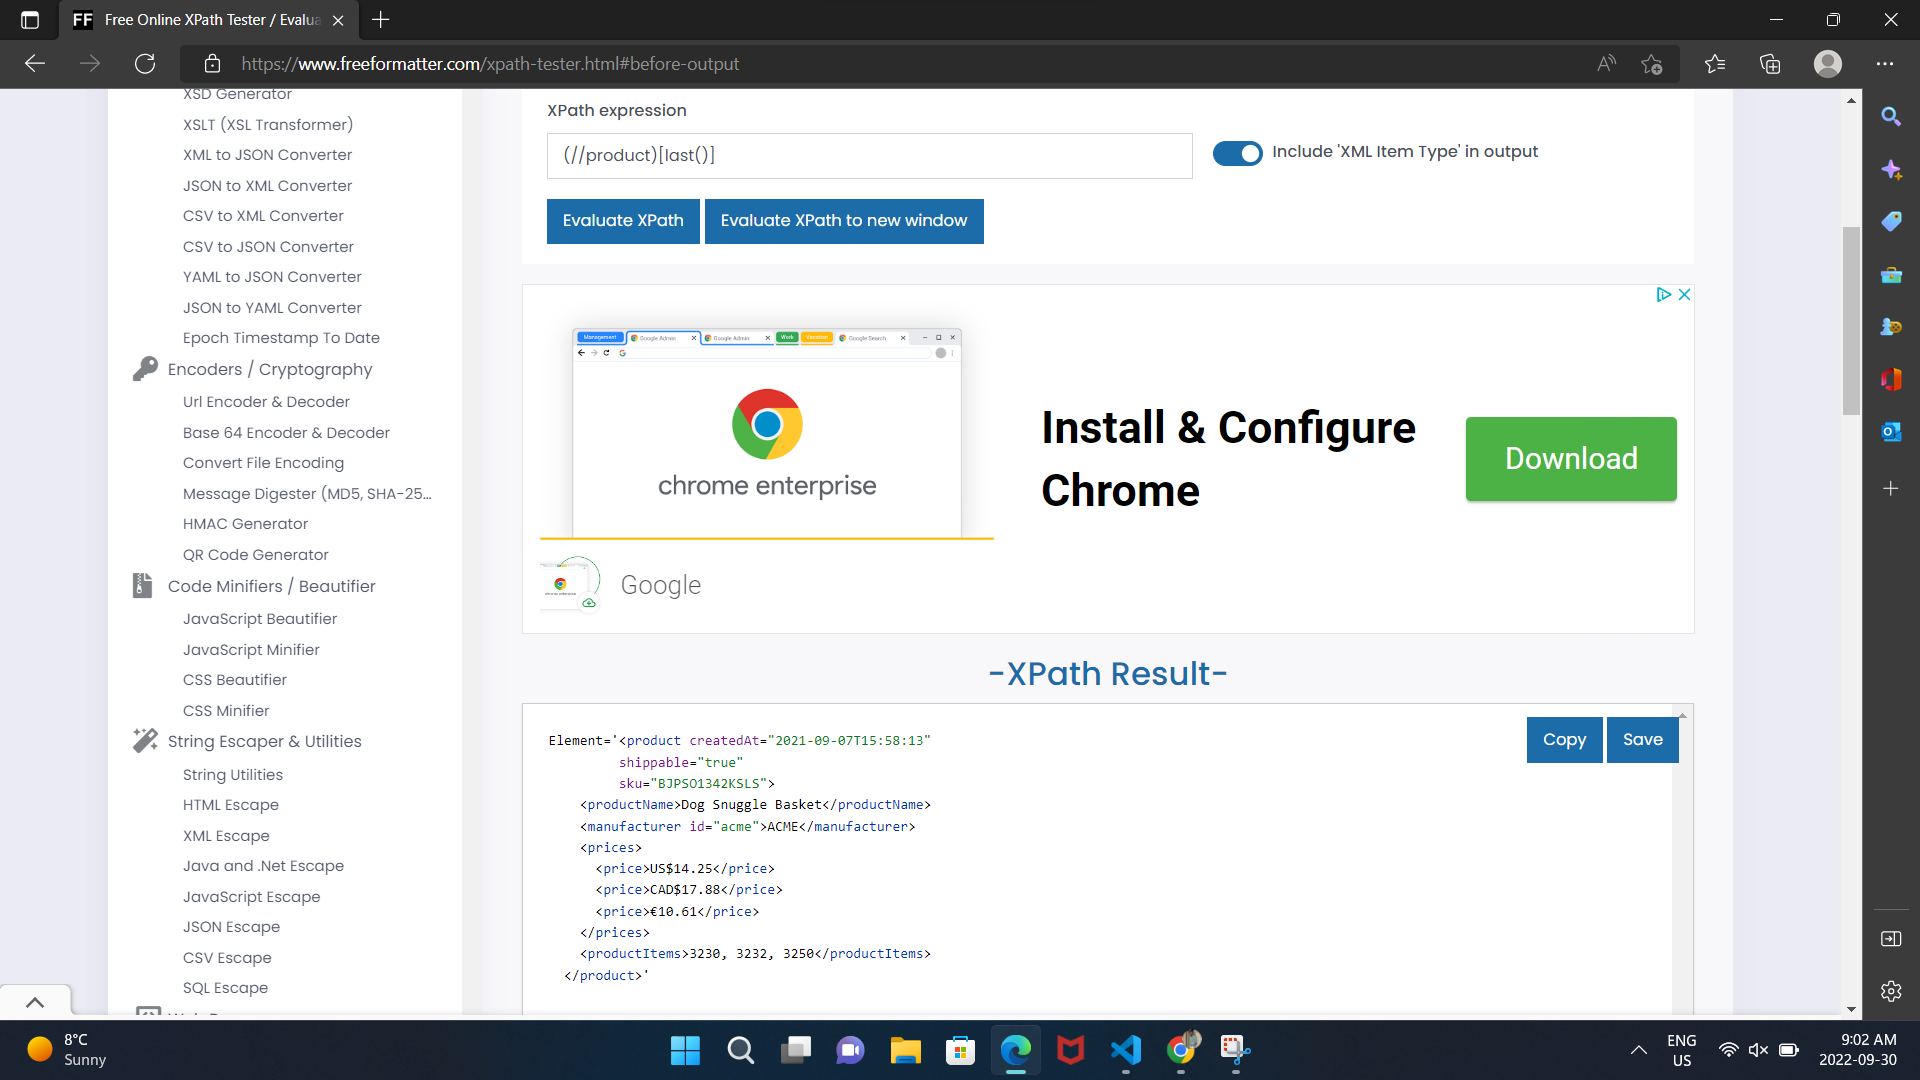 Free Online XPath Tester / Evalua
https://www.freeformatter.com/xpath-tester.html#before-output
XSD Generator
XSLT (XSL Transformer)
XML to JSON Converter
JSON to XML Converter
CSV to XML Converter
CSV to JSON Converter
YAML to JSON Converter
JSON to YAML Converter
Epoch Timestamp To Date
Encoders / Cryptography
Url Encoder & Decoder
Base 64 Encoder & Decoder
Convert File Encoding
Message Digester (MD5, SHA-25...
HMAC Generator
QR Code Generator
Code Minifiers / Beautifier
JavaScript Beautifier
JavaScript Minifier
CSS Beautifier
CSS Minifier
String Escaper & Utilities
String Utilities
HTML Escape
XML Escape
Java and .Net Escape
JavaScript Escape
JSON Escape
CSV Escape
SQL Escape
XPath expression
(//product)[last()]
Include 'XML Item Type' in output
Evaluate XPath
Evaluate XPath to new window
Management
Google Admin
Google Admin
Work
Vacation
Google Search
chrome enterprise
Install & Configure
Chrome
Download
Google
-XPath Result-
Copy
Save
Element='<product createdAt="2021-09-07T15:58:13"
shippable="true"
sku="BJPSO1342KSLS">
<productName>Dog Snuggle Basket</productName>
<manufacturer id="acme">ACME</manufacturer>
<prices>
<price>US$14.25</price>
<price>CAD$17.88</price>
<price>€10.61</price>
</prices>
<productItems>3230, 3232, 3250</productItems>
</product>'
8°C
Sunny
ENG
US
9:02 AM
2022-09-30